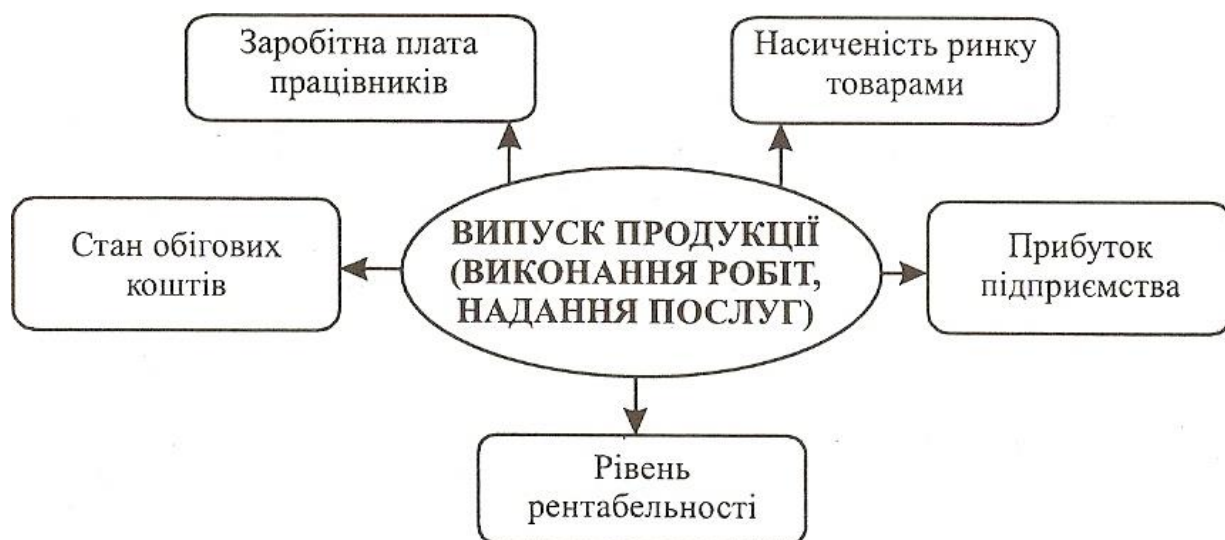 Заробітна плата
працівників
Насиченість ринку
товарами
Стан обігових
коштів
ВИПУСК ПРОДУКЦІЇ
(ВИКОНАННЯ РОБІТ,
НАДАННЯ ПОСЛУГ)
Прибуток
підприємства
Рівень
рентабельності